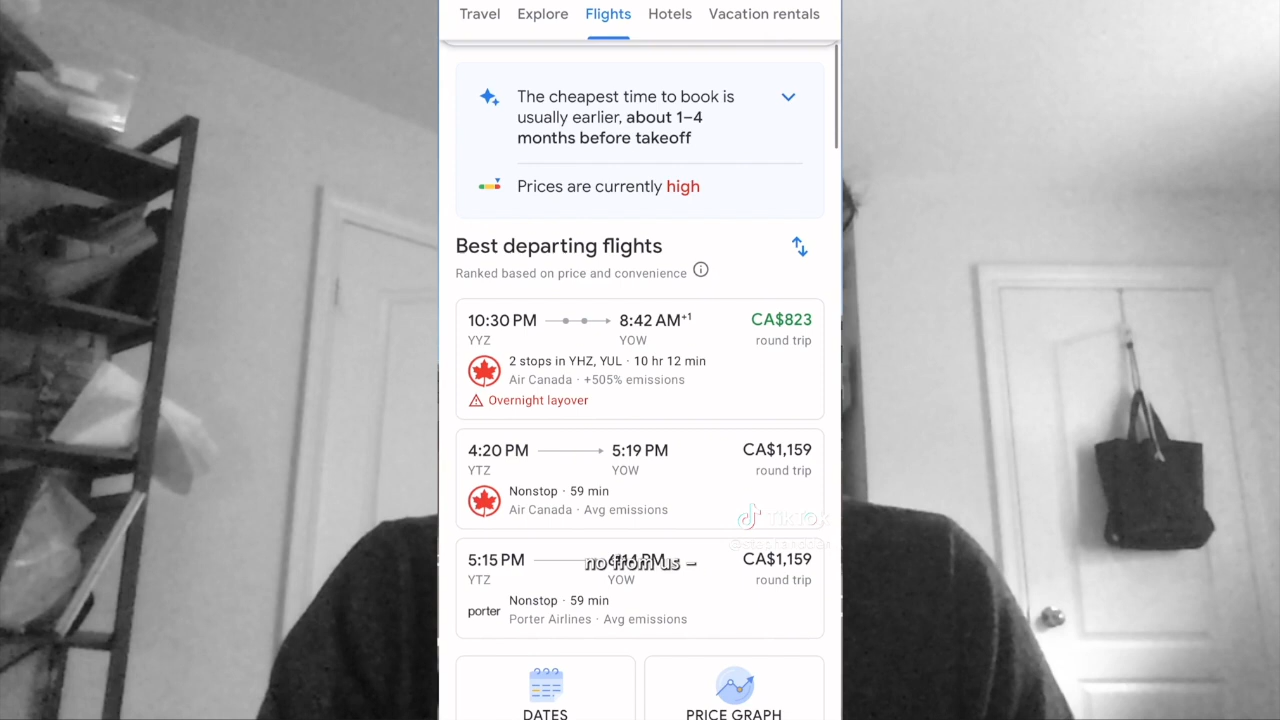 Travel Explore Flights Hotels Vacation rentals
The cheapest time to book is
usually earlier, about 1–4
months before takeoff
Prices are currently high
Best departing flights
Ranked based on price and convenience
10:30 PM 8:42 AM+1 CA$823
YYZ YOW round trip
2 stops in YHZ, YUL · 10 hr 12 min
Air Canada · +505% emissions
Overnight layover
4:20 PM 5:19 PM CA$1,159
YTZ YOW round trip
Nonstop · 59 min
Air Canada · Avg emissions
TikTok
5:15 PM PM CA$1,159
no from us –
YTZ YOW round trip
porter
Nonstop · 59 min
Porter Airlines · Avg emissions
DATES PRICE GRAPH